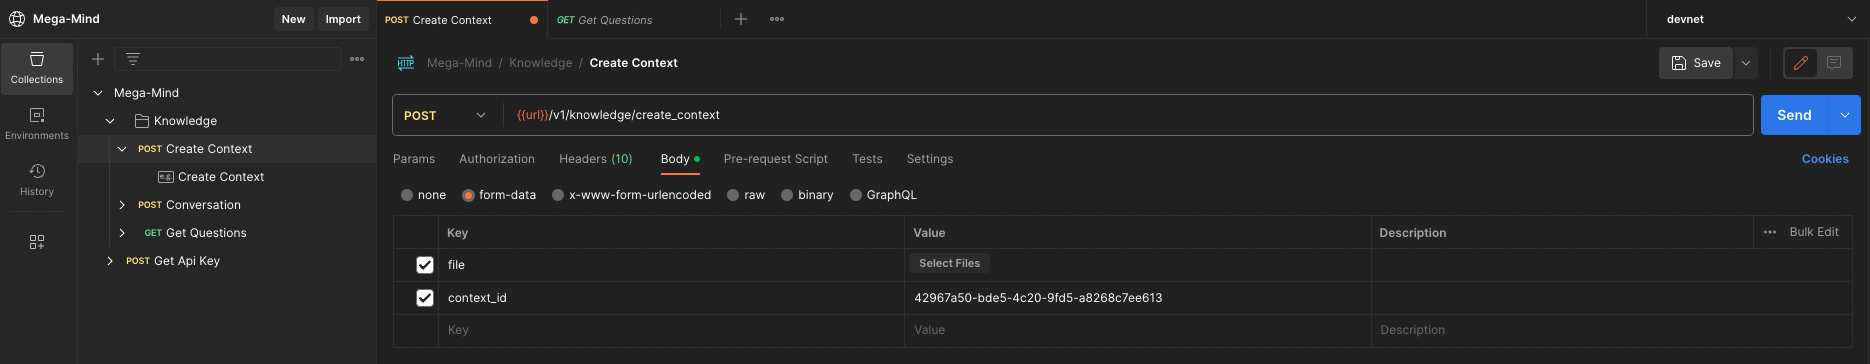 Mega-Mind
New Import
POST Create Context
GET Get Questions
devnet
Collections
Environments
History
Mega-Mind
Knowledge
POST Create Context
e.g. Create Context
POST Conversation
GET Get Questions
POST Get Api Key
HTTP Mega-Mind / Knowledge / Create Context
Save
POST {{url}}/v1/knowledge/create_context
Send
Params Authorization Headers (10) Body Pre-request Script Tests Settings
Cookies
none form-data x-www-form-urlencoded raw binary GraphQL
Key Value Description Bulk Edit
file Select Files
context_id 42967a50-bde5-4c20-9fd5-a8268c7ee613
Key Value Description